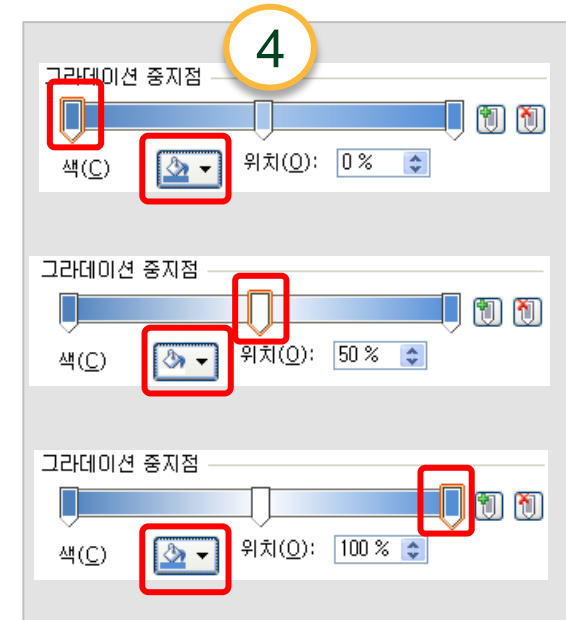 4
그라데이션 중지점
색(C) 위치(O): 0 %
그라데이션 중지점
색(C) 위치(O): 50 %
그라데이션 중지점
색(C) 위치(O): 100 %